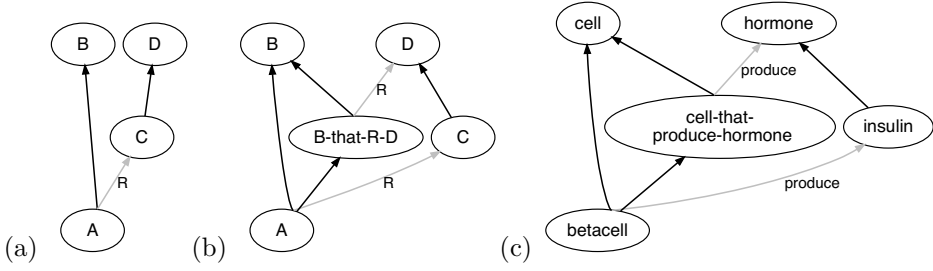 B
D
C
R
A
(a)
B
D
R
B-that-R-D
C
R
A
(b)
cell
hormone
produce
cell-that-
produce-hormone
insulin
produce
betacell
(c)